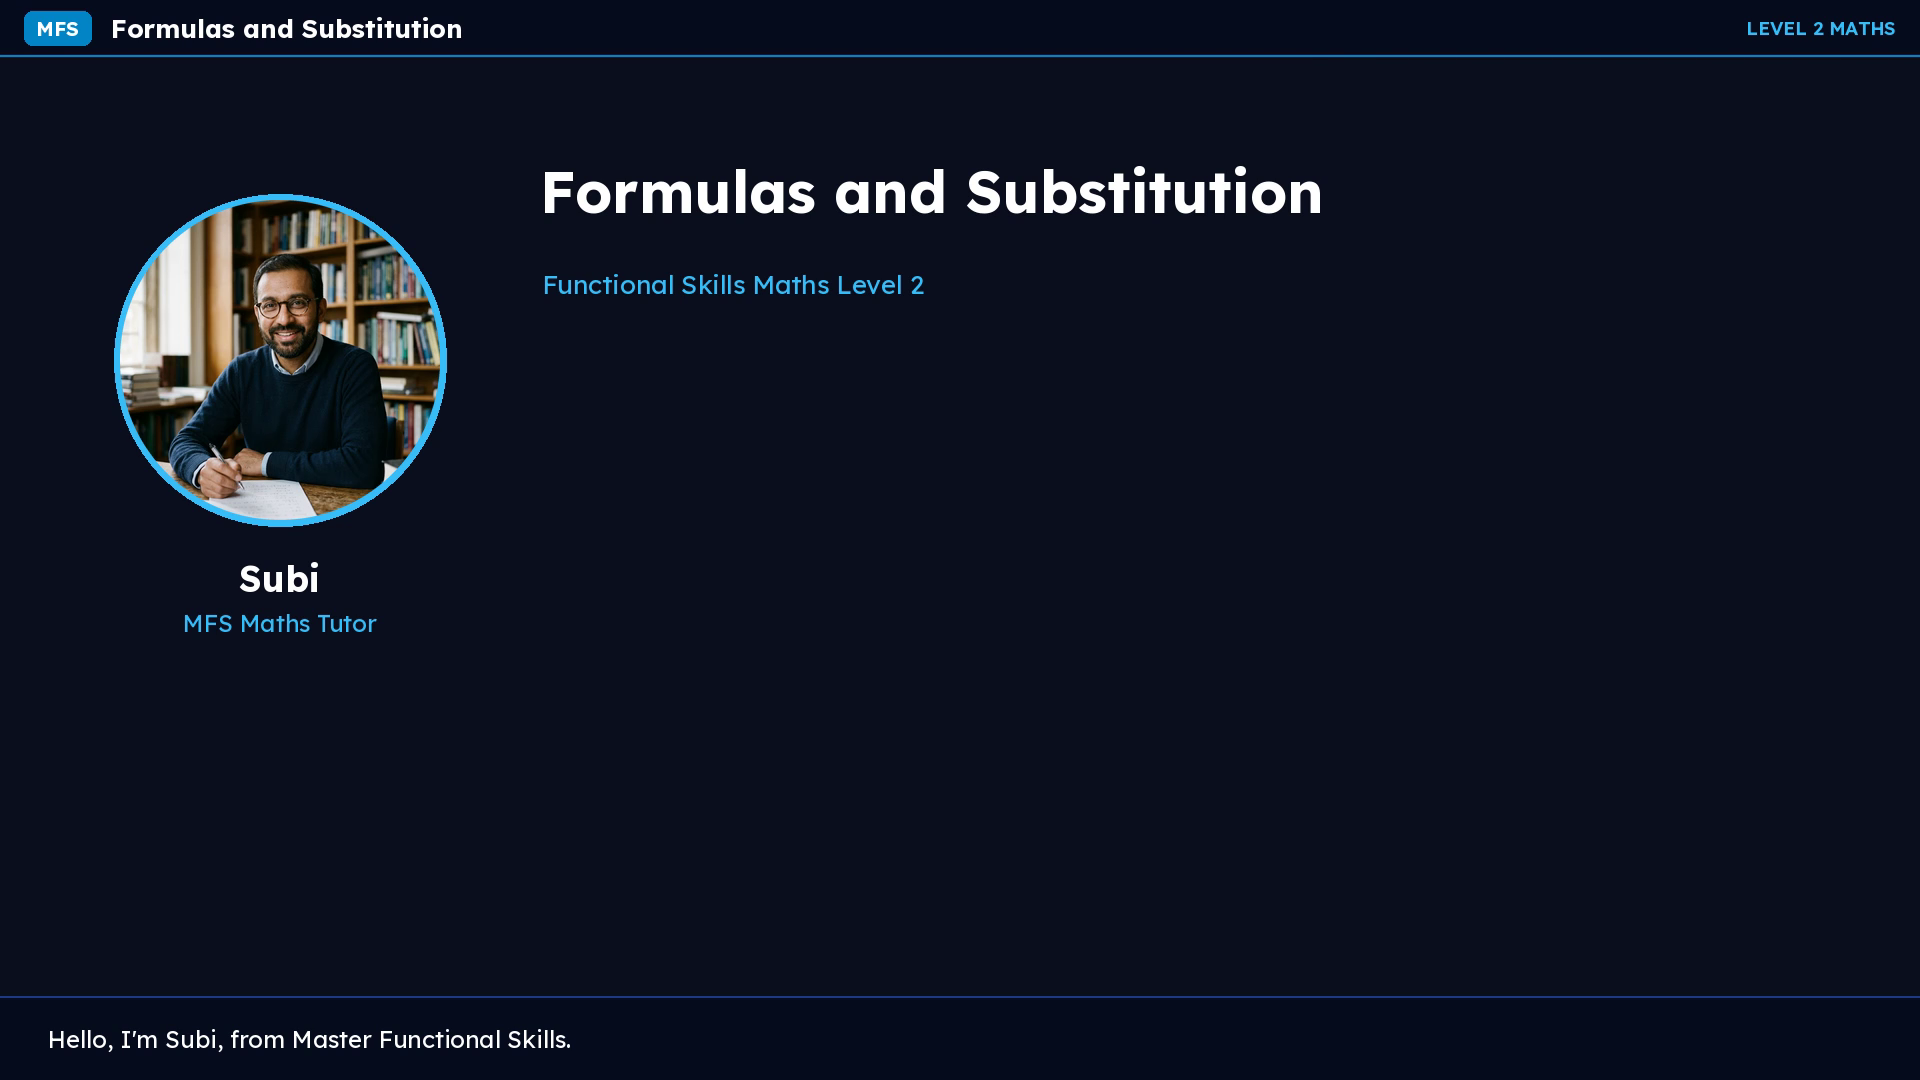 MFS
Formulas and Substitution
LEVEL 2 MATHS
Formulas and Substitution
Functional Skills Maths Level 2
Subi
MFS Maths Tutor
Hello, I'm Subi, from Master Functional Skills.